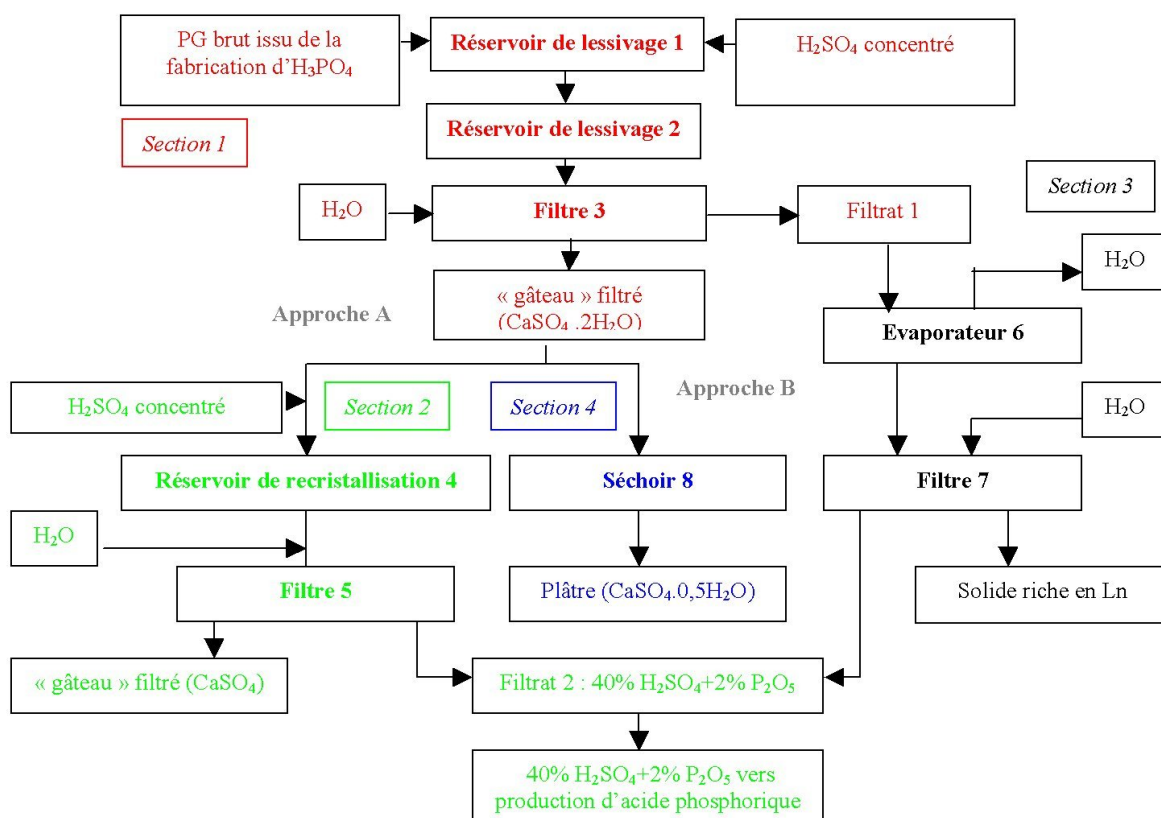 PG brut issu de la
fabrication d'H₃PO₄
Réservoir de lessivage 1
H₂SO₄ concentré
Réservoir de lessivage 2
Section 1
Section 3
H₂O
Filtre 3
Filtrat 1
H₂O
« gâteau » filtré
(CaSO₄ .2H₂O)
Approche A
Evaporateur 6
Approche B
H₂SO₄ concentré
Section 2
Section 4
H₂O
Réservoir de recristallisation 4
Séchoir 8
Filtre 7
H₂O
Filtre 5
Plâtre (CaSO₄.0,5H₂O)
Solide riche en Ln
« gâteau » filtré (CaSO₄)
Filtrat 2 : 40% H₂SO₄+2% P₂O₅
40% H₂SO₄+2% P₂O₅ vers
production d'acide phosphorique